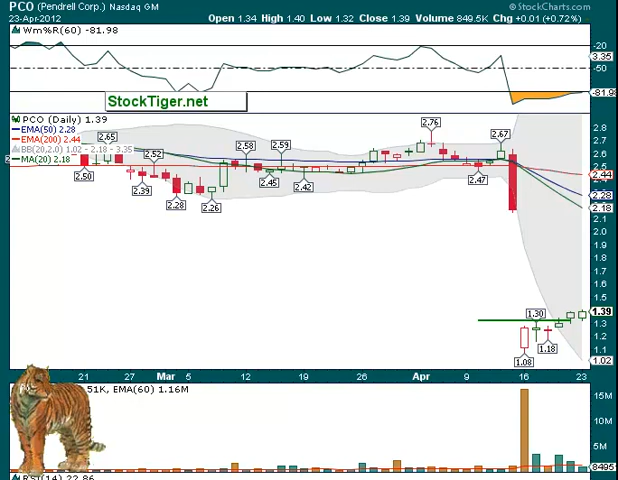 PCO (Pendrell Corp.) Nasdaq GM © StockCharts.com
23-Apr-2012 Open 1.34 High 1.40 Low 1.32 Close 1.39 Volume 849.5K Chg +0.01 (+0.72%)
Wm%R(60) -81.98
-20
3.35
-50
-81.98
StockTiger.net
PCO (Daily) 1.39
EMA(50) 2.28
EMA(200) 2.44
BB(20,2.0) 1.02 - 2.18 - 3.35
MA(20) 2.18
2.65
2.50
2.52
2.39
2.28
2.26
2.58
2.45
2.59
2.42
2.76
2.47
2.67
1.30
1.08
1.18
2.8
2.7
2.6
2.5
2.44
2.28
2.18
2.1
2.0
1.9
1.8
1.7
1.6
1.5
1.39
1.3
1.2
1.1
1.02
21 27 Mar 5 12 19 26 Apr 9 16 23
51K, EMA(60) 1.16M
15M
10M
5M
8495
RSI(14) 22.86